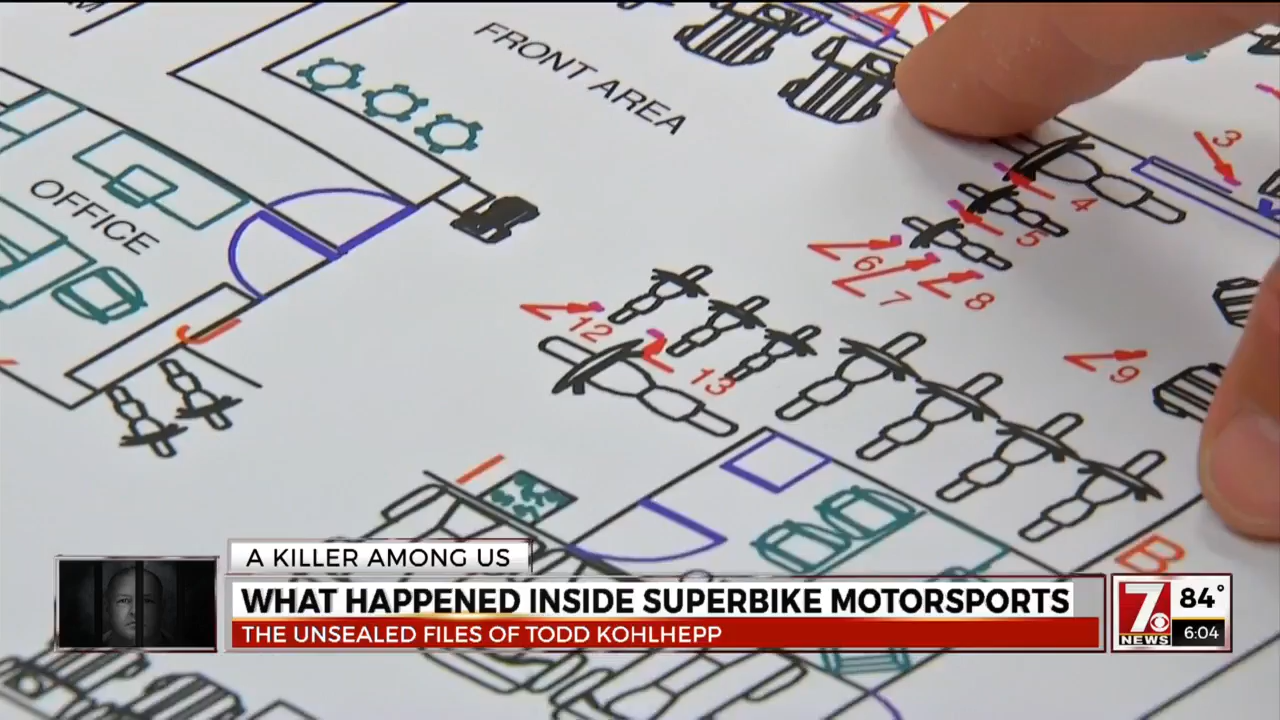 FRONT AREA
OFFICE
3
4
5
6
7
8
9
12
13
B
A KILLER AMONG US
WHAT HAPPENED INSIDE SUPERBIKE MOTORSPORTS
THE UNSEALED FILES OF TODD KOHLHEPP
7
NEWS
84°
6:04